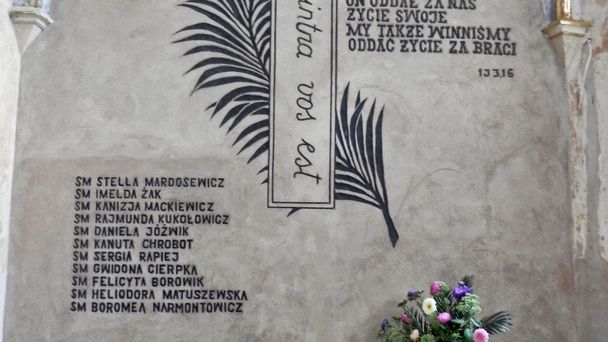 ON ODDAŁ ZA NAS
ŻYCIE SWOJE
MY TAKŻE WINNIŚMY
ODDAĆ ŻYCIE ZA BRACI
1J 3,16
intra vos est
SM STELLA MARDOSEWICZ
SM IMELDA ŻAK
SM KANIZJA MACKIEWICZ
SM RAJMUNDA KUKOŁOWICZ
SM DANIELA JÓŹWIK
SM KANUTA CHROBOT
SM SERGIA RAPIEJ
SM GWIDONA CIERPKA
SM FELICYTA BOROWIK
SM HELIODORA MATUSZEWSKA
SM BOROMEA NARMONTOWICZ